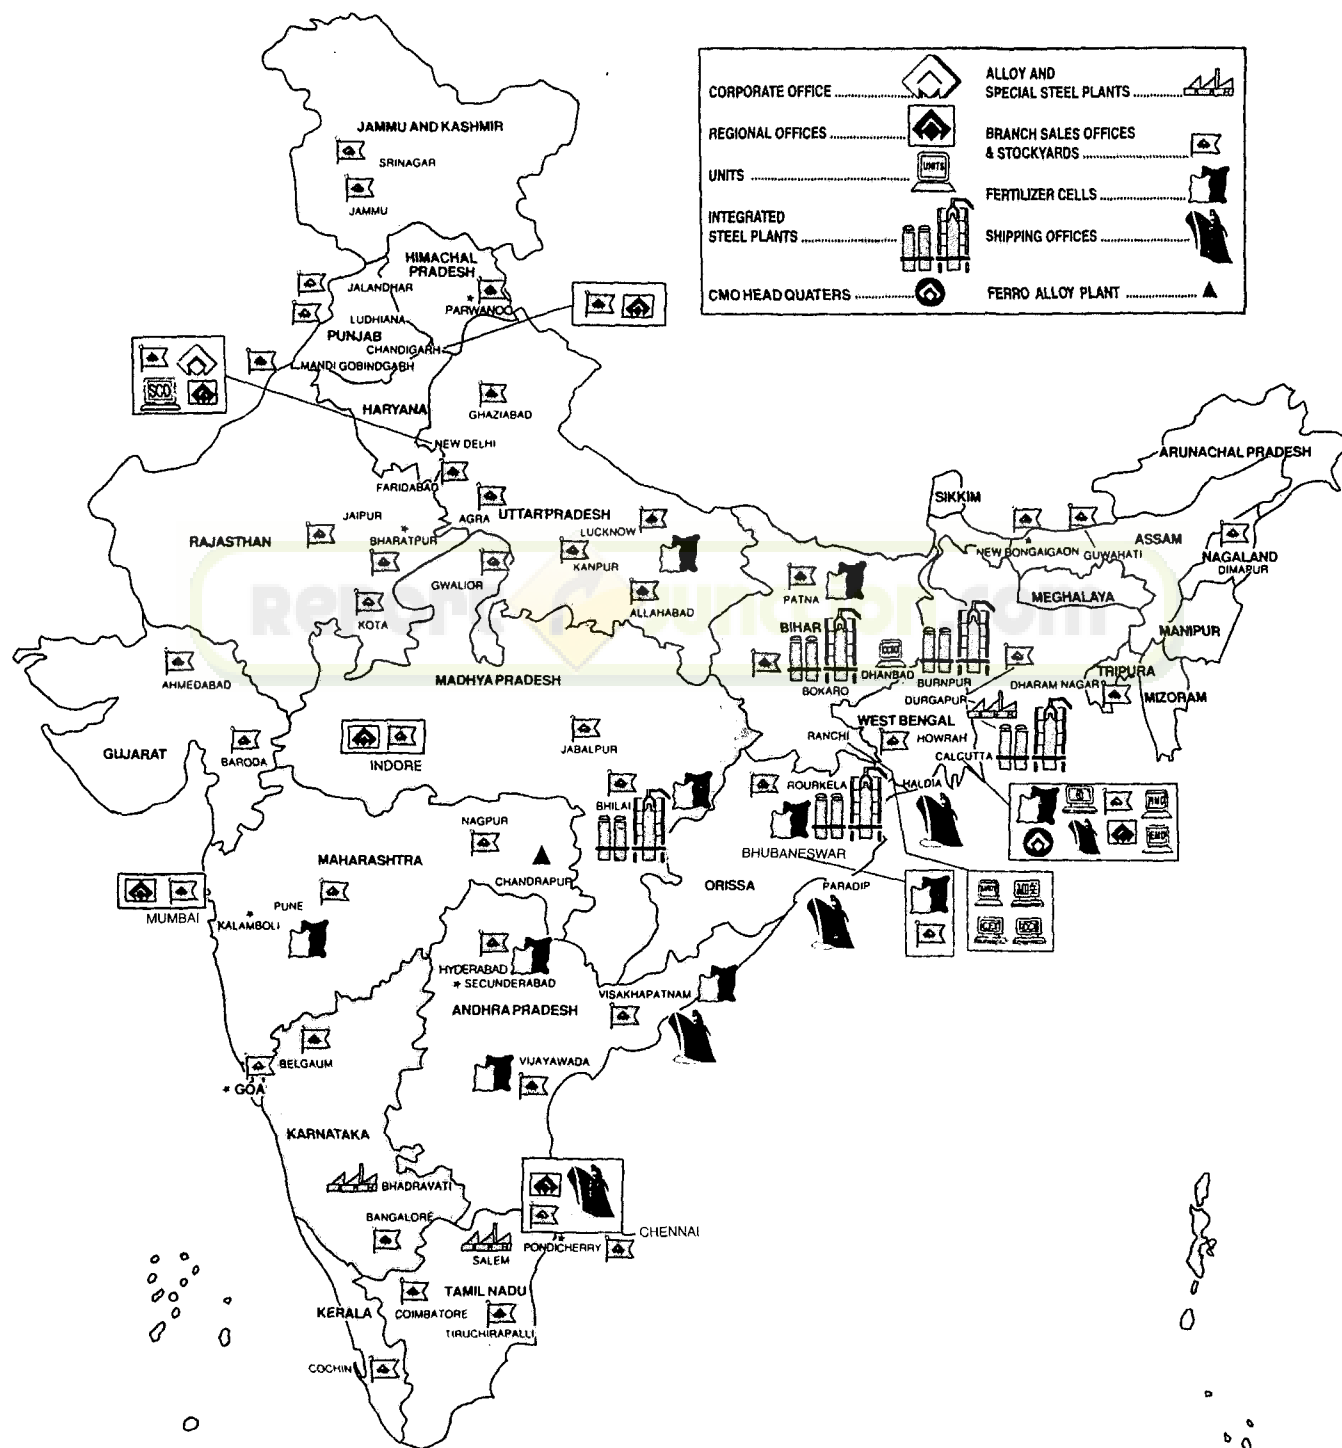 CORPORATE OFFICE
REGIONAL OFFICES
UNITS
UNITS
INTEGRATED
STEEL PLANTS
CMO HEAD QUATERS
ALLOY AND
SPECIAL STEEL PLANTS
BRANCH SALES OFFICES
& STOCKYARDS
FERTILIZER CELLS
SHIPPING OFFICES
FERRO ALLOY PLANT
JAMMU AND KASHMIR
SRINAGAR
JAMMU
HIMACHAL
PRADESH
JALANDHAR
PARWANOO
LUDHIANA
PUNJAB
CHANDIGARH
MANDI GOBINDGABH
SCO
HARYANA
GHAZIABAD
NEW DELHI
FARIDABAD
AGRA
UTTAR PRADESH
LUCKNOW
JAIPUR
BHARATPUR
RAJASTHAN
KANPUR
GWALIOR
ALLAHABAD
KOTA
ARUNACHAL PRADESH
SIKKIM
NEW BONGAIGAON
GUWAHATI
ASSAM
NAGALAND
DIMAPUR
MEGHALAYA
MANIPUR
TRIPURA
MIZORAM
DHARAM NAGAR
PATNA
BIHAR
BOKARO
DHANBAD
BURNPUR
DURGAPUR
WEST BENGAL
HOWRAH
RANCHI
CALCUTTA
HALDIA
AHMEDABAD
MADHYA PRADESH
GUJARAT
BARODA
INDORE
JABALPUR
BHILAI
ROURKELA
BHUBANESWAR
ORISSA
PARADIP
NAGPUR
MAHARASHTRA
CHANDRAPUR
MUMBAI
PUNE
KALAMBOLI
HYDERABAD
* SECUNDERABAD
ANDHRA PRADESH
VISAKHAPATNAM
VIJAYAWADA
BELGAUM
* GOA
KARNATAKA
BHADRAVATI
BANGALORE
SALEM
PONDICHERRY
CHENNAI
TAMIL NADU
KERALA
COIMBATORE
TIRUCHIRAPALLI
COCHIN